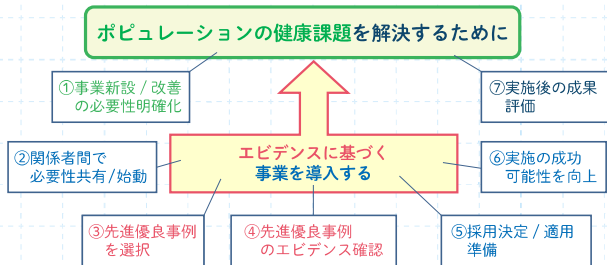 ポピュレーションの健康課題を解決するために
①事業新設 / 改善
の必要性明確化
⑦実施後の成果
評価
エビデンスに基づく
事業を導入する
②関係者間で
必要性共有/始動
⑥実施の成功
可能性を向上
③先進優良事例
を選択
④先進優良事例
のエビデンス確認
⑤採用決定 / 適用
準備